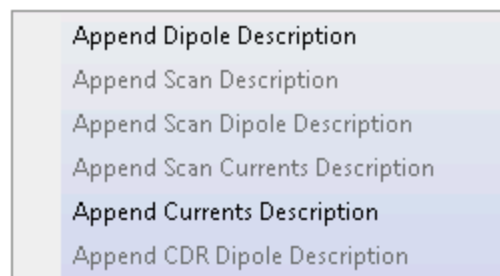 Append Dipole Description
Append Scan Description
Append Scan Dipole Description
Append Scan Currents Description
Append Currents Description
Append CDR Dipole Description